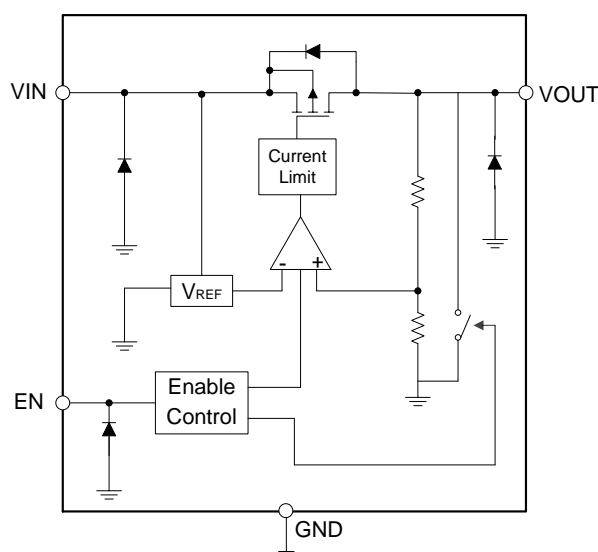 VIN
VOUT
Current
Limit
- +
VREF
EN
Enable
Control
GND